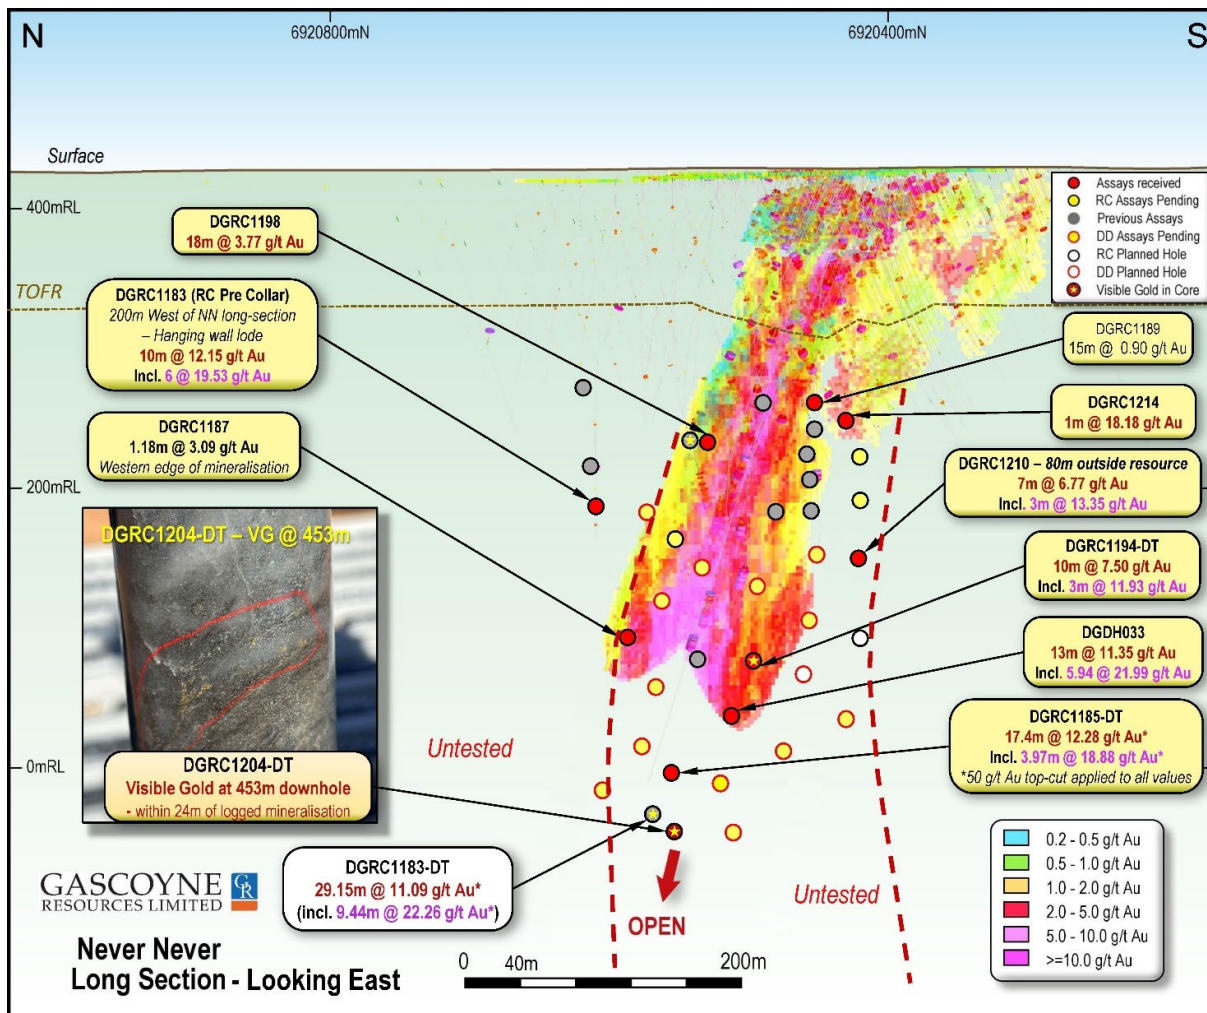 N
6920800mN
6920400mN
S
Surface
400mRL
TOFR
200mRL
0mRL
Assays received
RC Assays Pending
Previous Assays
DD Assays Pending
RC Planned Hole
DD Planned Hole
Visible Gold in Core
DGRC1198
18m @ 3.77 g/t Au
DGRC1183 (RC Pre Collar)
200m West of NN long-section
– Hanging wall lode
10m @ 12.15 g/t Au
Incl. 6 @ 19.53 g/t Au
DGRC1187
1.18m @ 3.09 g/t Au
Western edge of mineralisation
DGRC1204-DT – VG @ 453m
DGRC1204-DT
Visible Gold at 453m downhole
- within 24m of logged mineralisation
DGRC1183-DT
29.15m @ 11.09 g/t Au*
(incl. 9.44m @ 22.26 g/t Au*)
DGRC1189
15m @ 0.90 g/t Au
DGRC1214
1m @ 18.18 g/t Au
DGRC1210 – 80m outside resource
7m @ 6.77 g/t Au
Incl. 3m @ 13.35 g/t Au
DGRC1194-DT
10m @ 7.50 g/t Au
Incl. 3m @ 11.93 g/t Au
DGDH033
13m @ 11.35 g/t Au
Incl. 5.94 @ 21.99 g/t Au
DGRC1185-DT
17.4m @ 12.28 g/t Au*
Incl. 3.97m @ 18.88 g/t Au*
*50 g/t Au top-cut applied to all values
Untested
Untested
OPEN
0.2 - 0.5 g/t Au
0.5 - 1.0 g/t Au
1.0 - 2.0 g/t Au
2.0 - 5.0 g/t Au
5.0 - 10.0 g/t Au
>=10.0 g/t Au
GASCOYNE
RESOURCES LIMITED
GR
Never Never
Long Section - Looking East
0 40m 200m